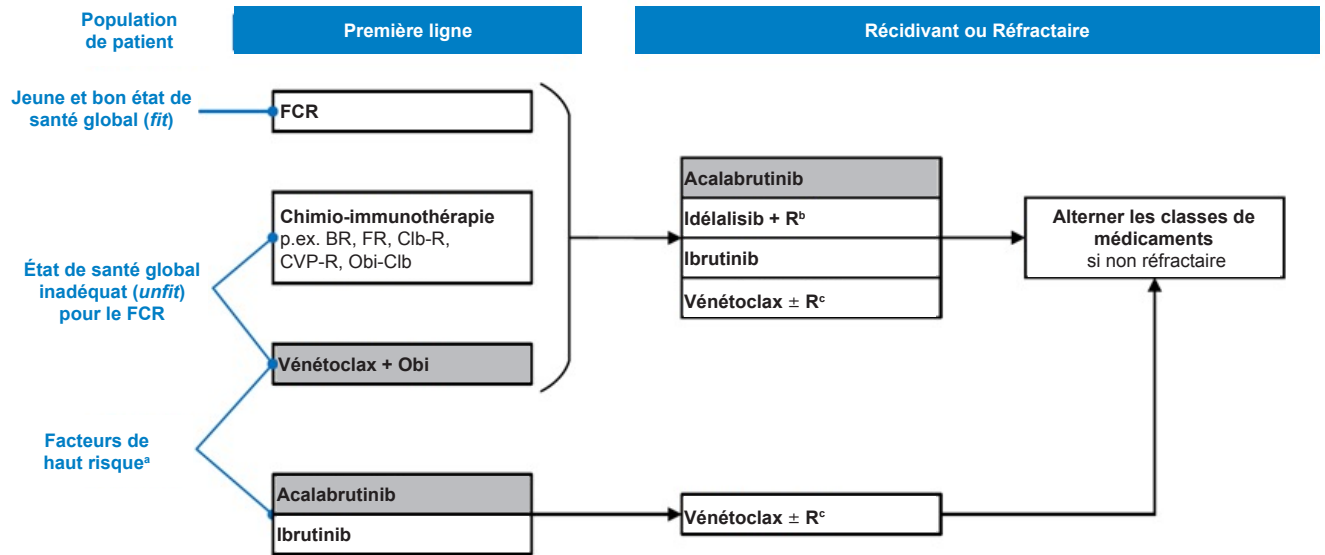 Population
de patient
Première ligne
Récidivant ou Réfractaire
Jeune et bon état de
santé global (fit)
FCR
Chimio-immunothérapie
p.ex. BR, FR, Clb-R,
CVP-R, Obi-Clb
État de santé global
inadéquat (unfit)
pour le FCR
Vénétoclax + Obi
Facteurs de
haut risqueᵃ
Acalabrutinib
Ibrutinib
Acalabrutinib
Idélalisib + Rᵇ
Ibrutinib
Vénétoclax ± Rᶜ
Vénétoclax ± Rᶜ
Alterner les classes de
médicaments
si non réfractaire